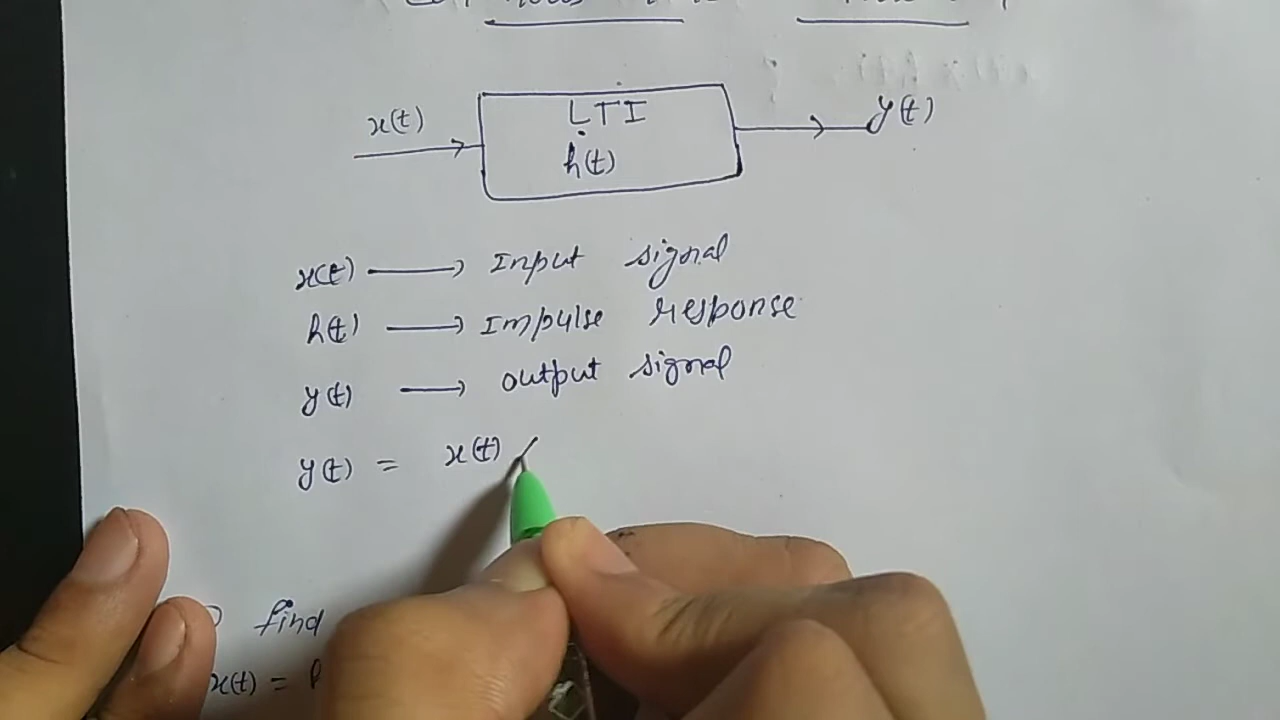 x(t)
LTI
h(t)
y(t)
x(t) → Input signal
h(t) → Impulse response
y(t) → output signal
y(t) = x(t)
find
x(t) =